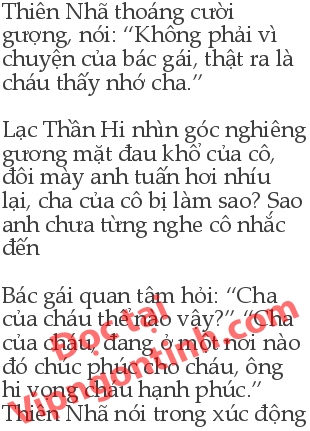 Thiên Nhã thoáng cười
gượng, nói: “Không phải vì
chuyện của bác gái, thật ra là
cháu thấy nhớ cha.”
Lạc Thần Hi nhìn góc nghiêng
gương mặt đau khổ của cô,
đôi mày anh tuấn hơi nhíu
lại, cha của cô bị làm sao? Sao
anh chưa từng nghe cô nhắc
đến
Bác gái quan tâm hỏi: “Cha
của cháu thế nào vậy?” “Cha
của cháu, đang ở một nơi nào
đó chúc phúc cho cháu, ông
hi vọng cháu hạnh phúc.”
Thiên Nhã nói trong xúc động
Đọc tại
Vipngontinh.com